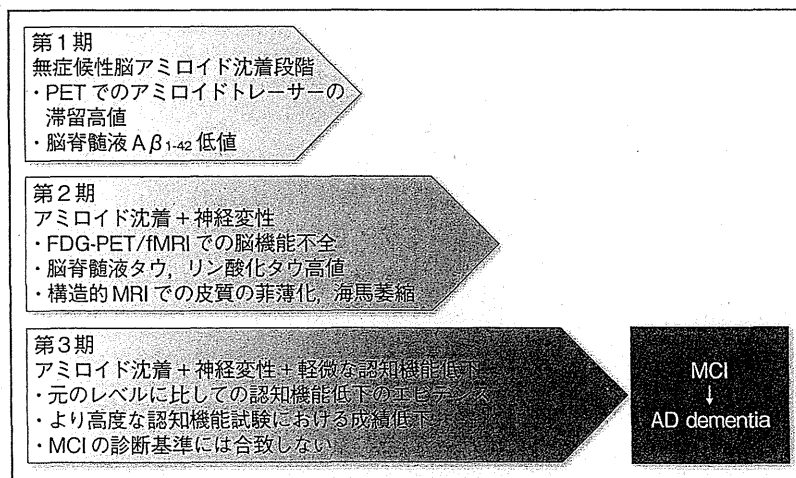 第1期
無症候性脳アミロイド沈着段階
・PETでのアミロイドトレーサーの
滞留高値
・脳脊髄液Aβ1-42低値
第2期
アミロイド沈着+神経変性
・FDG-PET/fMRIでの脳機能不全
・脳脊髄液タウ,リン酸化タウ高値
・構造的MRIでの皮質の菲薄化,海馬萎縮
第3期
アミロイド沈着+神経変性+軽微な認知機能低下
・元のレベルに比しての認知機能低下のエビデンス
・より高度な認知機能試験における成績低下
・MCIの診断基準には合致しない
MCI
↓
AD dementia